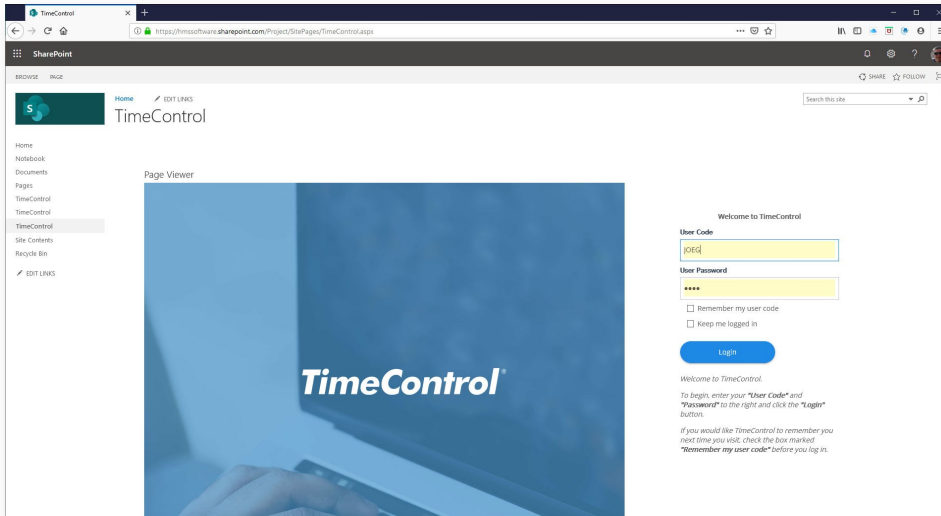 TimeControl
https://hmssoftware.sharepoint.com/Project/SitePages/TimeControl.aspx
SharePoint
BROWSE PAGE
SHARE FOLLOW
S
Home EDIT LINKS
Search this site
TimeControl
Home
Notebook
Documents
Pages
TimeControl
TimeControl
TimeControl
Site Contents
Recycle Bin
EDIT LINKS
Page Viewer
TimeControl®
Welcome to TimeControl
User Code
JOEG
User Password
Remember my user code
Keep me logged in
Login
Welcome to TimeControl.
To begin, enter your "User Code" and
"Password" to the right and click the "Login"
button.
If you would like TimeControl to remember you
next time you visit, check the box marked
"Remember my user code" before you log in.